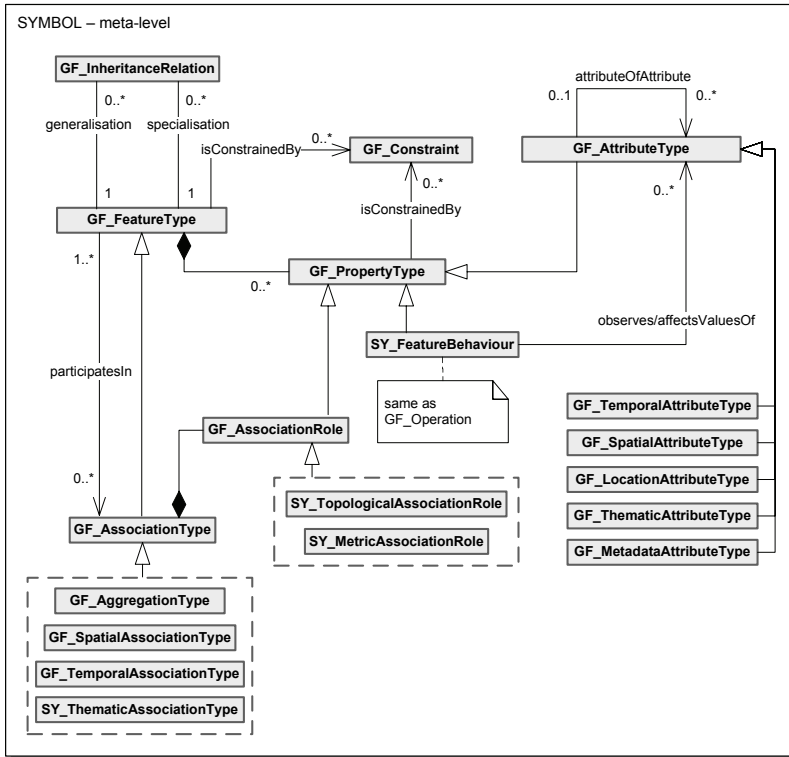 SYMBOL – meta-level
GF_InheritanceRelation
attributeOfAttribute
0..*
0..*
0..1
0..*
generalisation
specialisation
0..*
isConstrainedBy
GF_Constraint
GF_AttributeType
0..*
0..*
isConstrainedBy
1
1
GF_FeatureType
1..*
0..*
GF_PropertyType
observes/affectsValuesOf
SY_FeatureBehaviour
participatesIn
same as
GF_Operation
GF_TemporalAttributeType
GF_AssociationRole
GF_SpatialAttributeType
0..*
GF_LocationAttributeType
SY_TopologicalAssociationRole
GF_ThematicAttributeType
GF_AssociationType
SY_MetricAssociationRole
GF_MetadataAttributeType
GF_AggregationType
GF_SpatialAssociationType
GF_TemporalAssociationType
SY_ThematicAssociationType